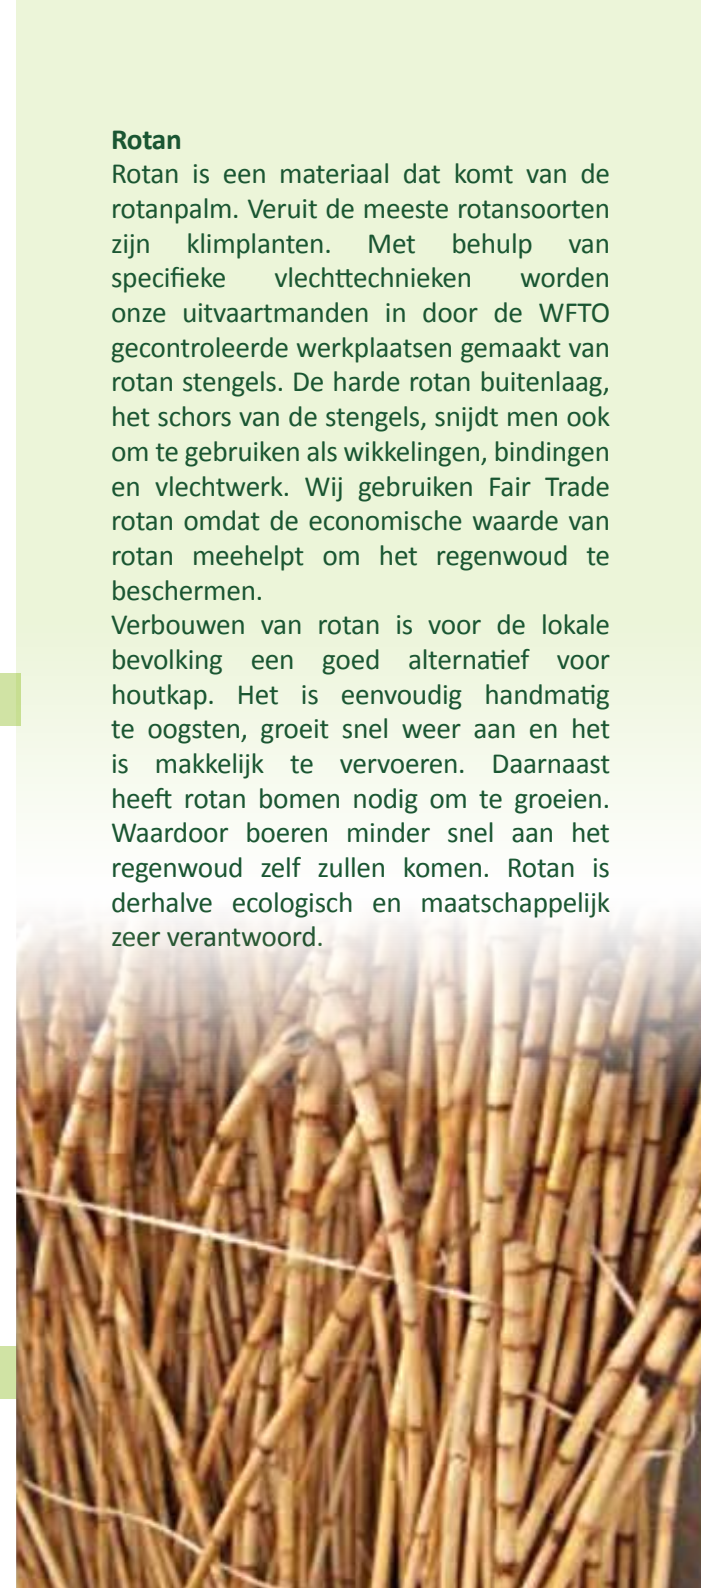 Rotan
Rotan is een materiaal dat komt van de
rotanpalm. Veruit de meeste rotansoorten
zijn klimplanten. Met behulp van
specifieke vlechttechnieken worden
onze uitvaartmanden in door de WFTO
gecontroleerde werkplaatsen gemaakt van
rotan stengels. De harde rotan buitenlaag,
het schors van de stengels, snijdt men ook
om te gebruiken als wikkelingen, bindingen
en vlechtwerk. Wij gebruiken Fair Trade
rotan omdat de economische waarde van
rotan meehelpt om het regenwoud te
beschermen.
Verbouwen van rotan is voor de lokale
bevolking een goed alternatief voor
houtkap. Het is eenvoudig handmatig
te oogsten, groeit snel weer aan en het
is makkelijk te vervoeren. Daarnaast
heeft rotan bomen nodig om te groeien.
Waardoor boeren minder snel aan het
regenwoud zelf zullen komen. Rotan is
derhalve ecologisch en maatschappelijk
zeer verantwoord.